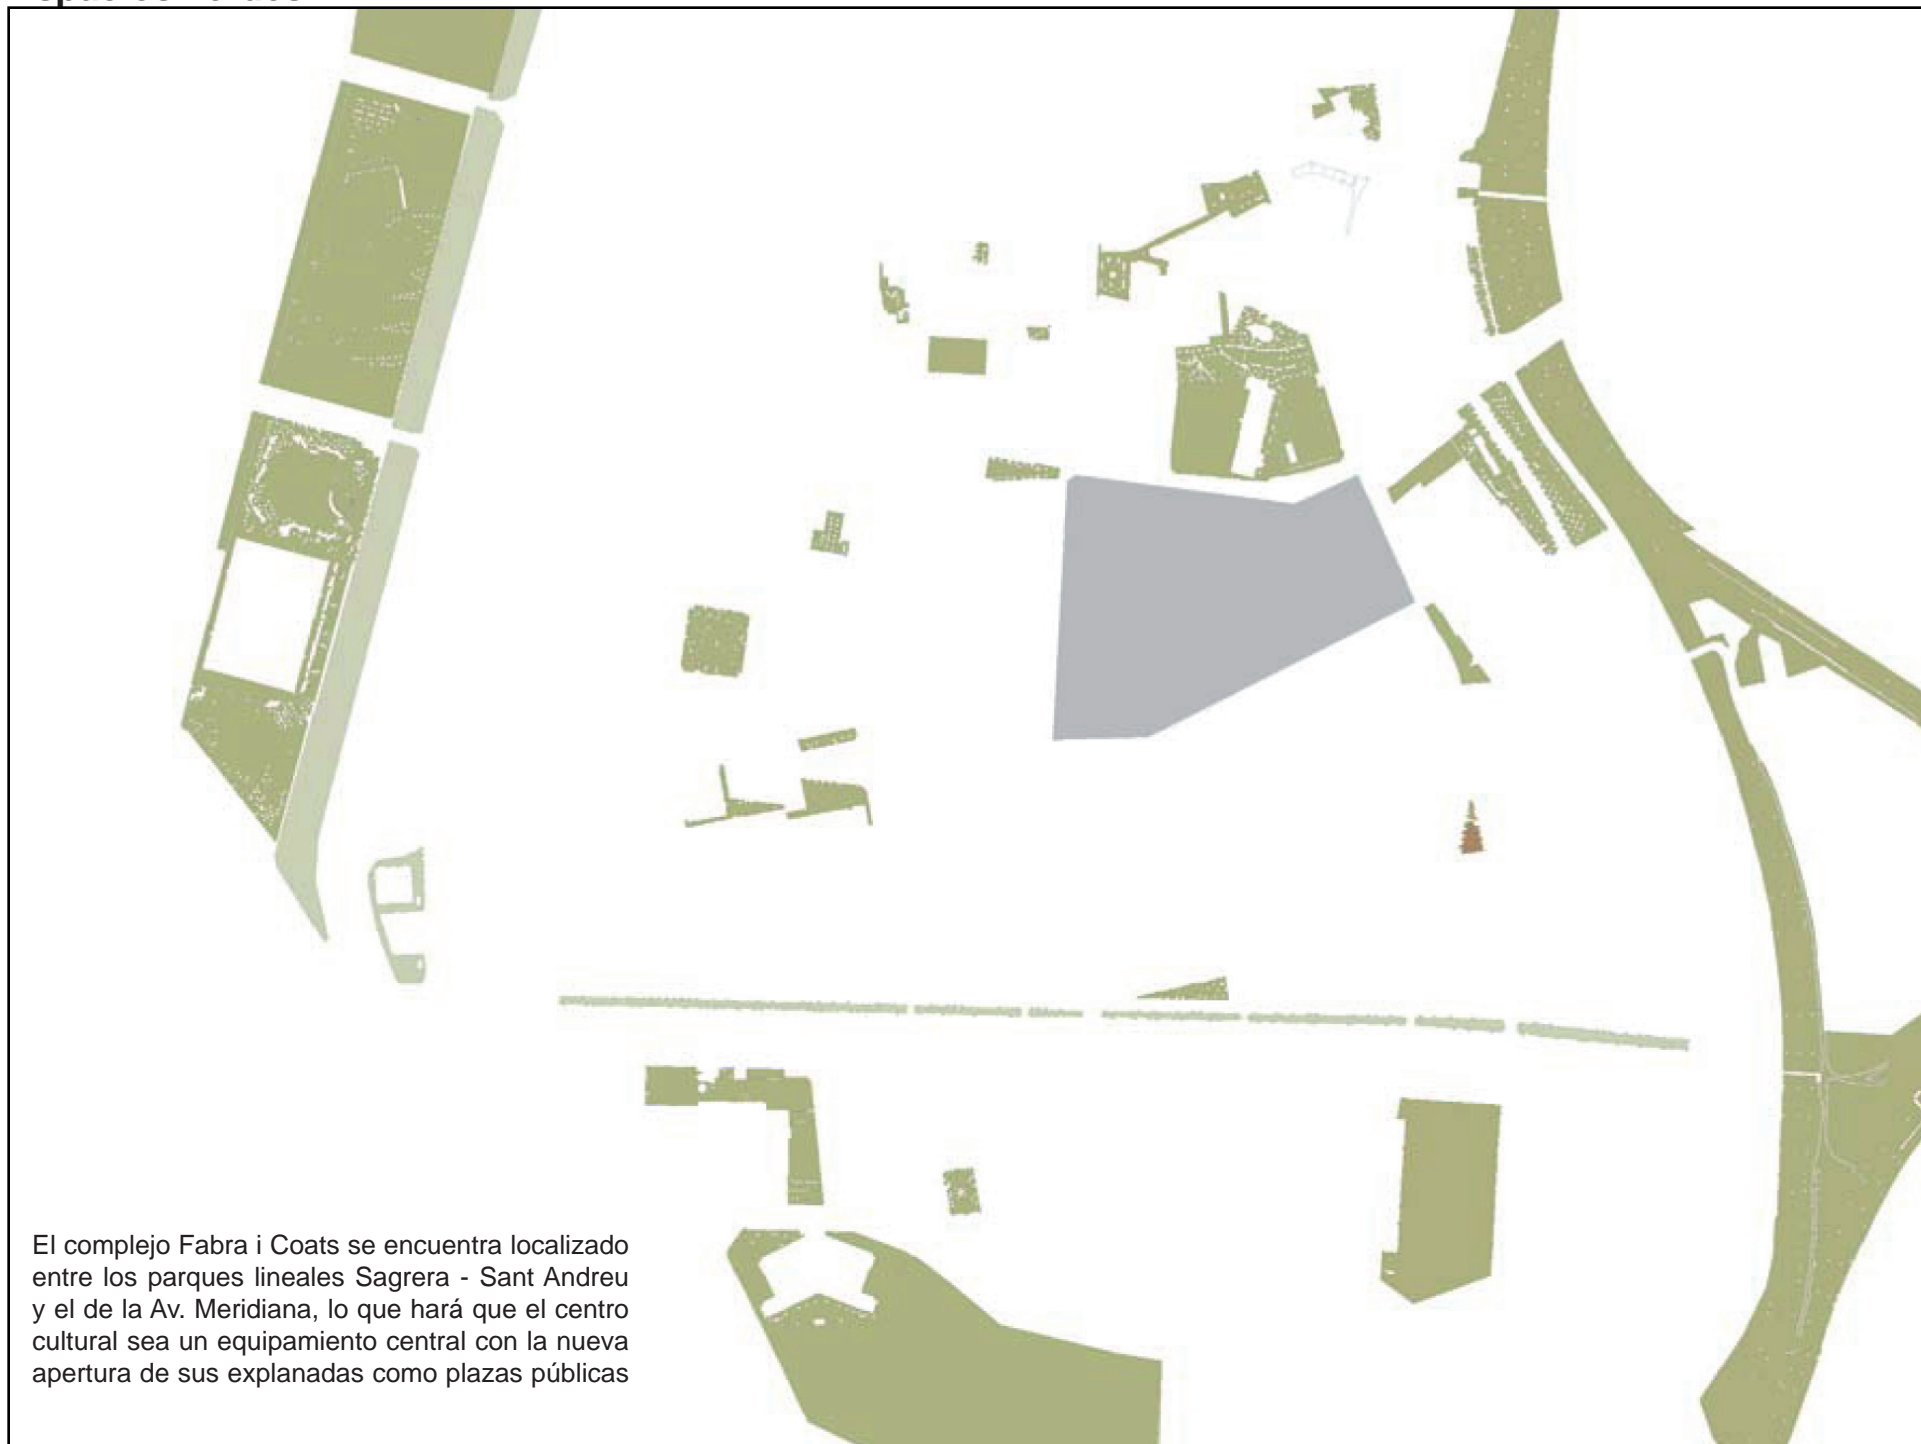 El complejo Fabra i Coats se encuentra localizado
entre los parques lineales Sagrera - Sant Andreu
y el de la Av. Meridiana, lo que hará que el centro
cultural sea un equipamiento central con la nueva
apertura de sus explanadas como plazas públicas